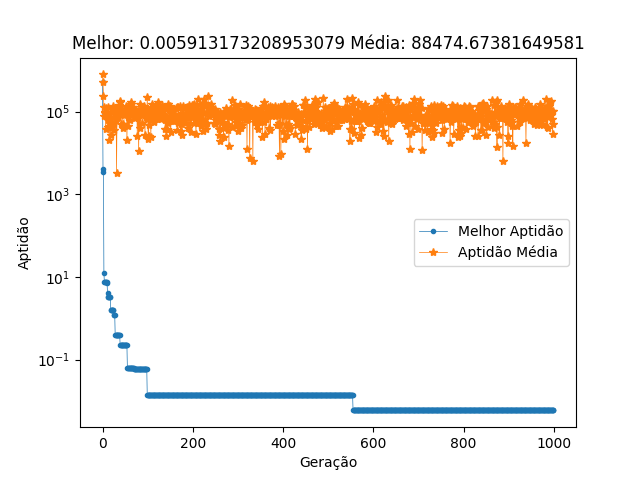 Melhor: 0.005913173208953079 Média: 88474.67381649581
Aptidão
10^5
10^3
10^1
10^-1
Melhor Aptidão
Aptidão Média
0 200 400 600 800 1000
Geração